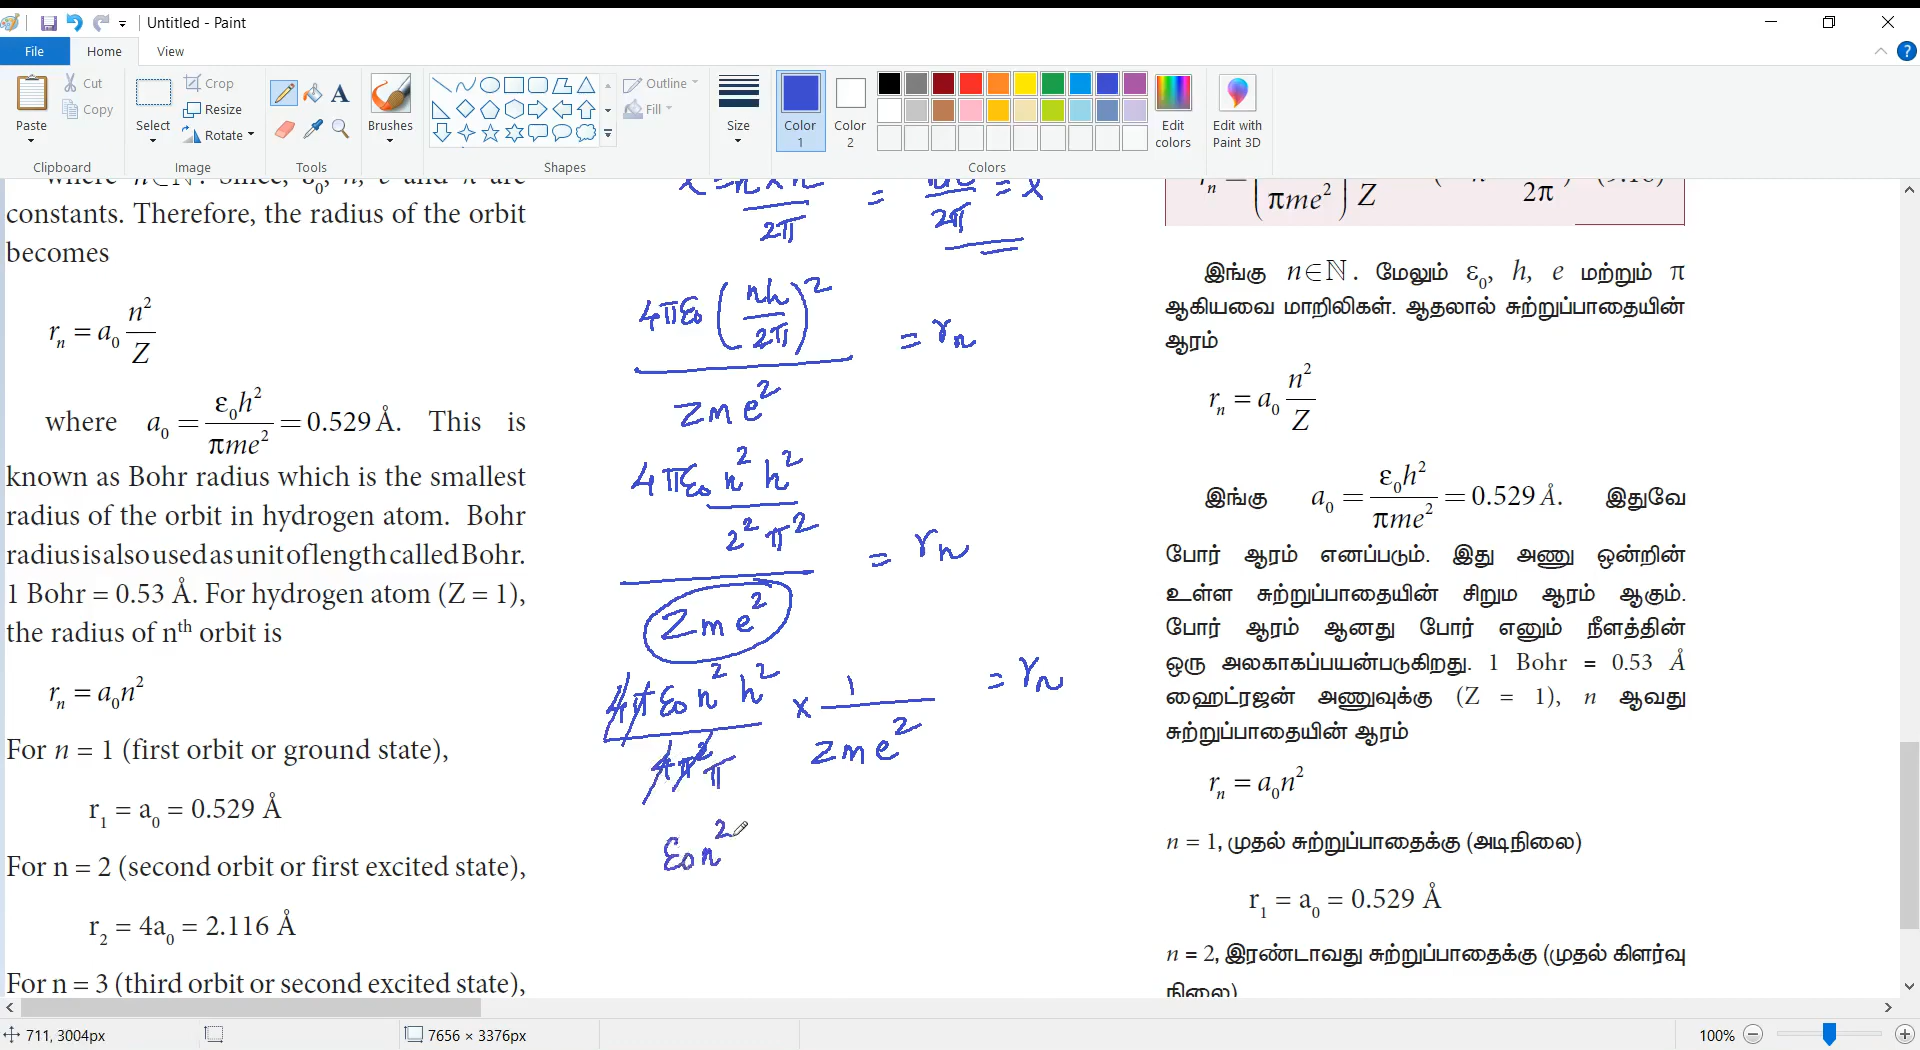 Untitled - Paint
File Home View
Paste
Cut
Copy
Clipboard
Select
Crop
Resize
Rotate
Image
Tools
Brushes
Outline
Fill
Shapes
Size
Color 1
Color 2
Edit colors
Edit with Paint 3D
Colors
where n∈ℕ. Since, ε₀, h, e and π are
constants. Therefore, the radius of the orbit
becomes
rₙ = a₀ n²/Z
where a₀ = ε₀h²/πme² = 0.529 Å. This is
known as Bohr radius which is the smallest
radius of the orbit in hydrogen atom. Bohr
radius is also used as unit of length called Bohr.
1 Bohr = 0.53 Å. For hydrogen atom (Z = 1),
the radius of nᵗʰ orbit is
rₙ = a₀n²
For n = 1 (first orbit or ground state),
r₁ = a₀ = 0.529 Å
For n = 2 (second orbit or first excited state),
r₂ = 4a₀ = 2.116 Å
For n = 3 (third orbit or second excited state),
4πε₀ (nh/2π)² / Zme² = rₙ
4πε₀ n² h² / 2² π² / Zme² = rₙ
4πε₀ n² h² / 4π² π × 1 / Zme² = rₙ
ε₀ n²
இங்கு n∈ℕ. மேலும் ε₀, h, e மற்றும் π
ஆகியவை மாறிலிகள். ஆதலால் சுற்றுப்பாதையின்
ஆரம்
rₙ = a₀ n²/Z
இங்கு a₀ = ε₀h²/πme² = 0.529 Å. இதுவே
போர் ஆரம் எனப்படும். இது அணு ஒன்றின்
உள்ள சுற்றுப்பாதையின் சிறும ஆரம் ஆகும்.
போர் ஆரம் ஆனது போர் எனும் நீளத்தின்
ஒரு அலகாகப்பயன்படுகிறது. 1 Bohr = 0.53 Å
ஹைட்ரஜன் அணுவுக்கு (Z = 1), n ஆவது
சுற்றுப்பாதையின் ஆரம்
rₙ = a₀n²
n = 1, முதல் சுற்றுப்பாதைக்கு (அடிநிலை)
r₁ = a₀ = 0.529 Å
n = 2, இரண்டாவது சுற்றுப்பாதைக்கு (முதல் கிளர்வு
நிலை)
711, 3004px
7656 × 3376px
100%